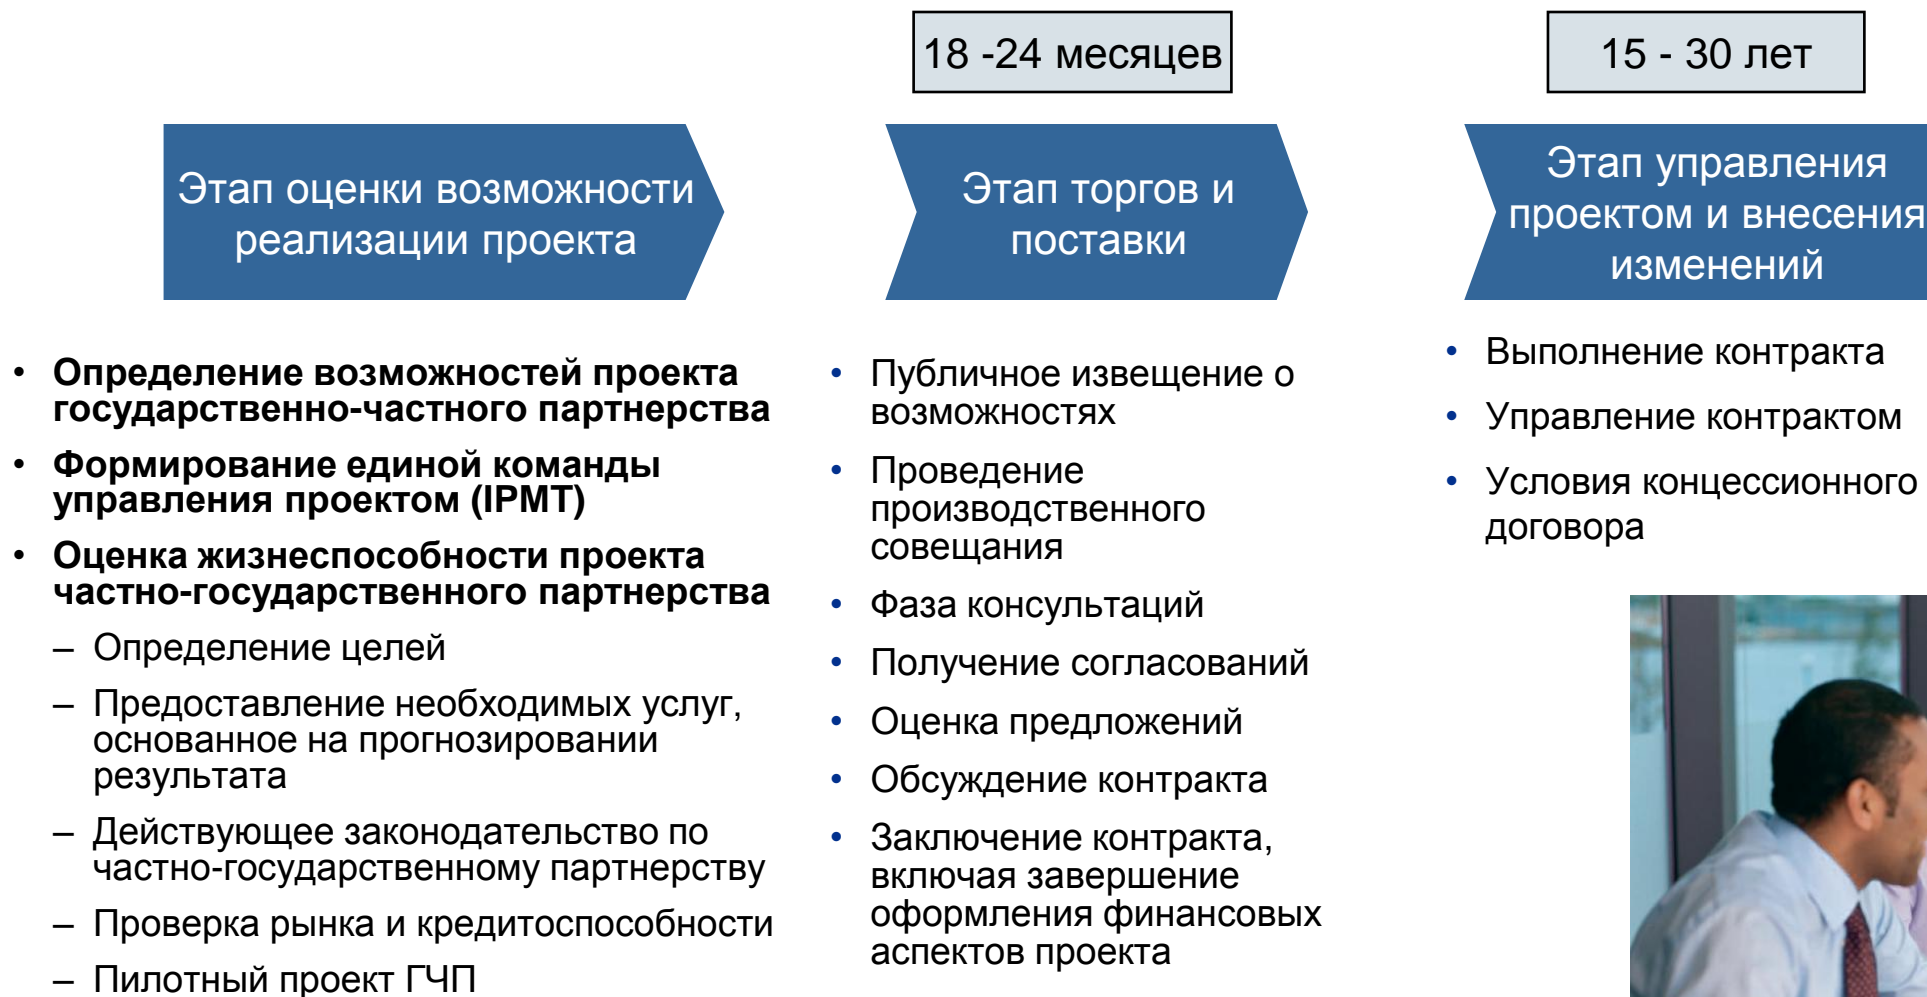 18 -24 месяцев
15 - 30 лет
Этап оценки возможности
реализации проекта
Этап торгов и
поставки
Этап управления
проектом и внесения
изменений
• Определение возможностей проекта
государственно-частного партнерства
• Формирование единой команды
управления проектом (IPMT)
• Оценка жизнеспособности проекта
частно-государственного партнерства
– Определение целей
– Предоставление необходимых услуг,
основанное на прогнозировании
результата
– Действующее законодательство по
частно-государственному партнерству
– Проверка рынка и кредитоспособности
– Пилотный проект ГЧП
• Публичное извещение о
возможностях
• Проведение
производственного
совещания
• Фаза консультаций
• Получение согласований
• Оценка предложений
• Обсуждение контракта
• Заключение контракта,
включая завершение
оформления финансовых
аспектов проекта
• Выполнение контракта
• Управление контрактом
• Условия концессионного
договора